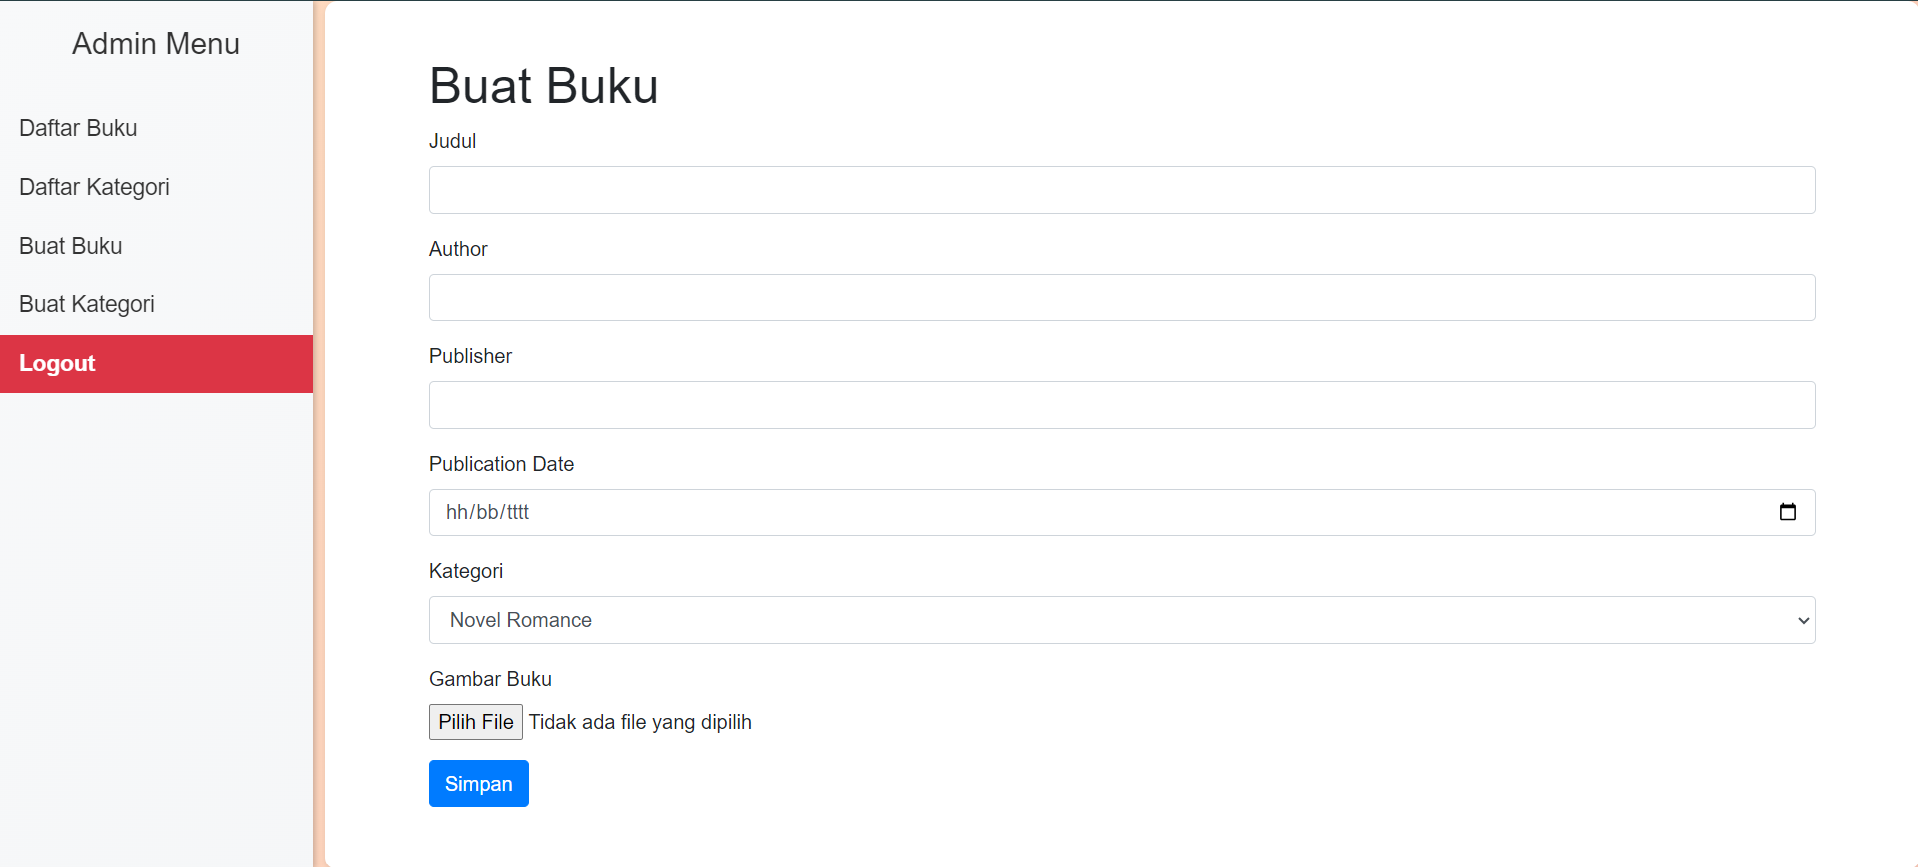 Admin Menu
Daftar Buku
Daftar Kategori
Buat Buku
Buat Kategori
Logout
Buat Buku
Judul
Author
Publisher
Publication Date
hh/bb/tttt
Kategori
Novel Romance
Gambar Buku
Pilih File Tidak ada file yang dipilih
Simpan